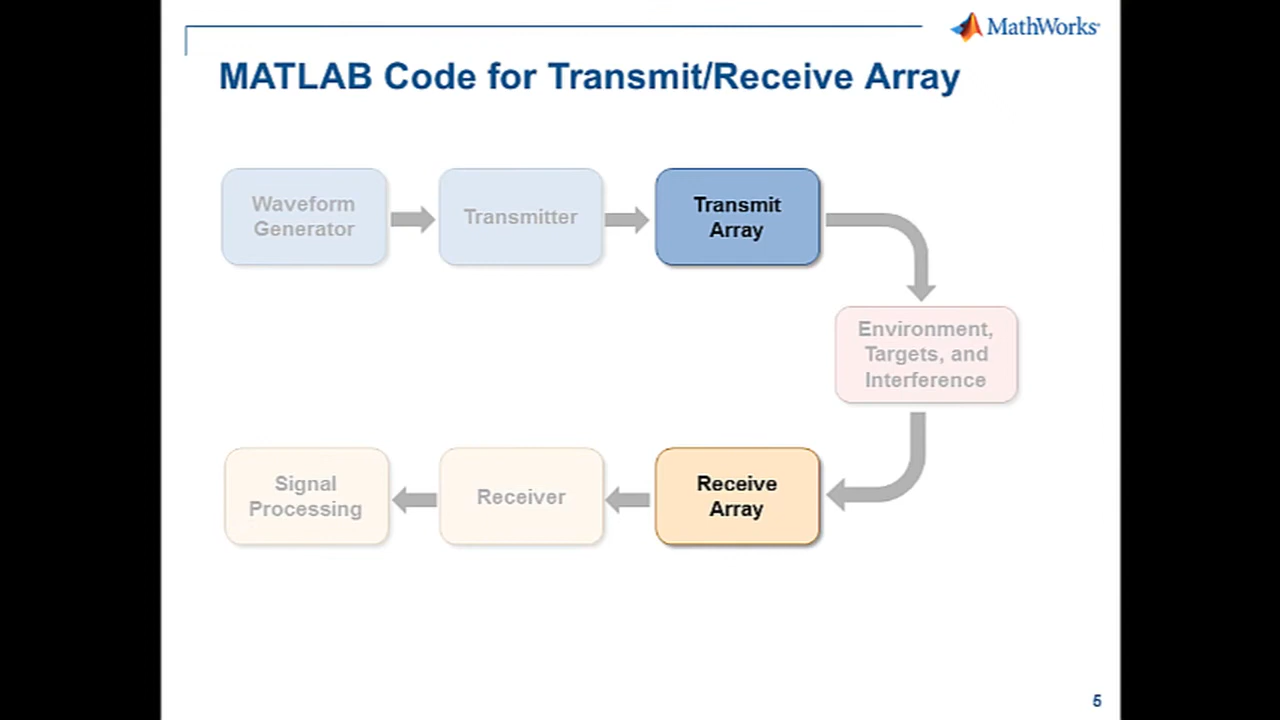 MathWorks
MATLAB Code for Transmit/Receive Array
Waveform
Generator
Transmitter
Transmit
Array
Environment,
Targets, and
Interference
Signal
Processing
Receiver
Receive
Array
5